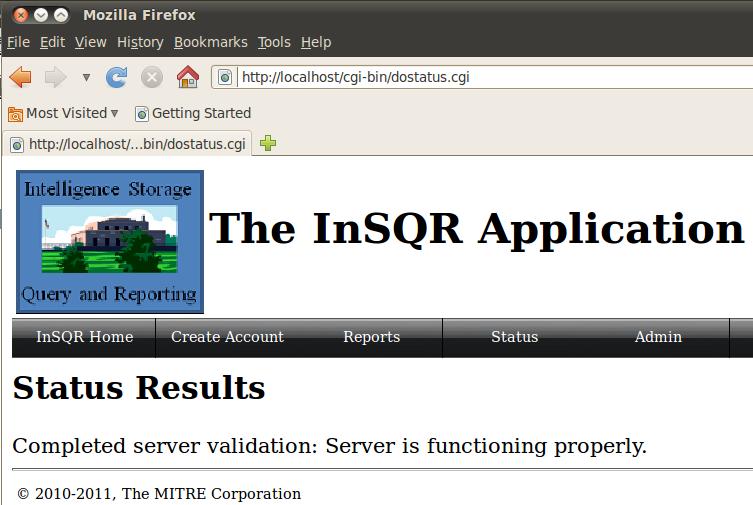 Mozilla Firefox
File Edit View History Bookmarks Tools Help
http://localhost/cgi-bin/dostatus.cgi
Most Visited Getting Started
http://localhost/...bin/dostatus.cgi
Intelligence Storage
Query and Reporting
The InSQR Application
InSQR Home Create Account Reports Status Admin
Status Results
Completed server validation: Server is functioning properly.
© 2010-2011, The MITRE Corporation